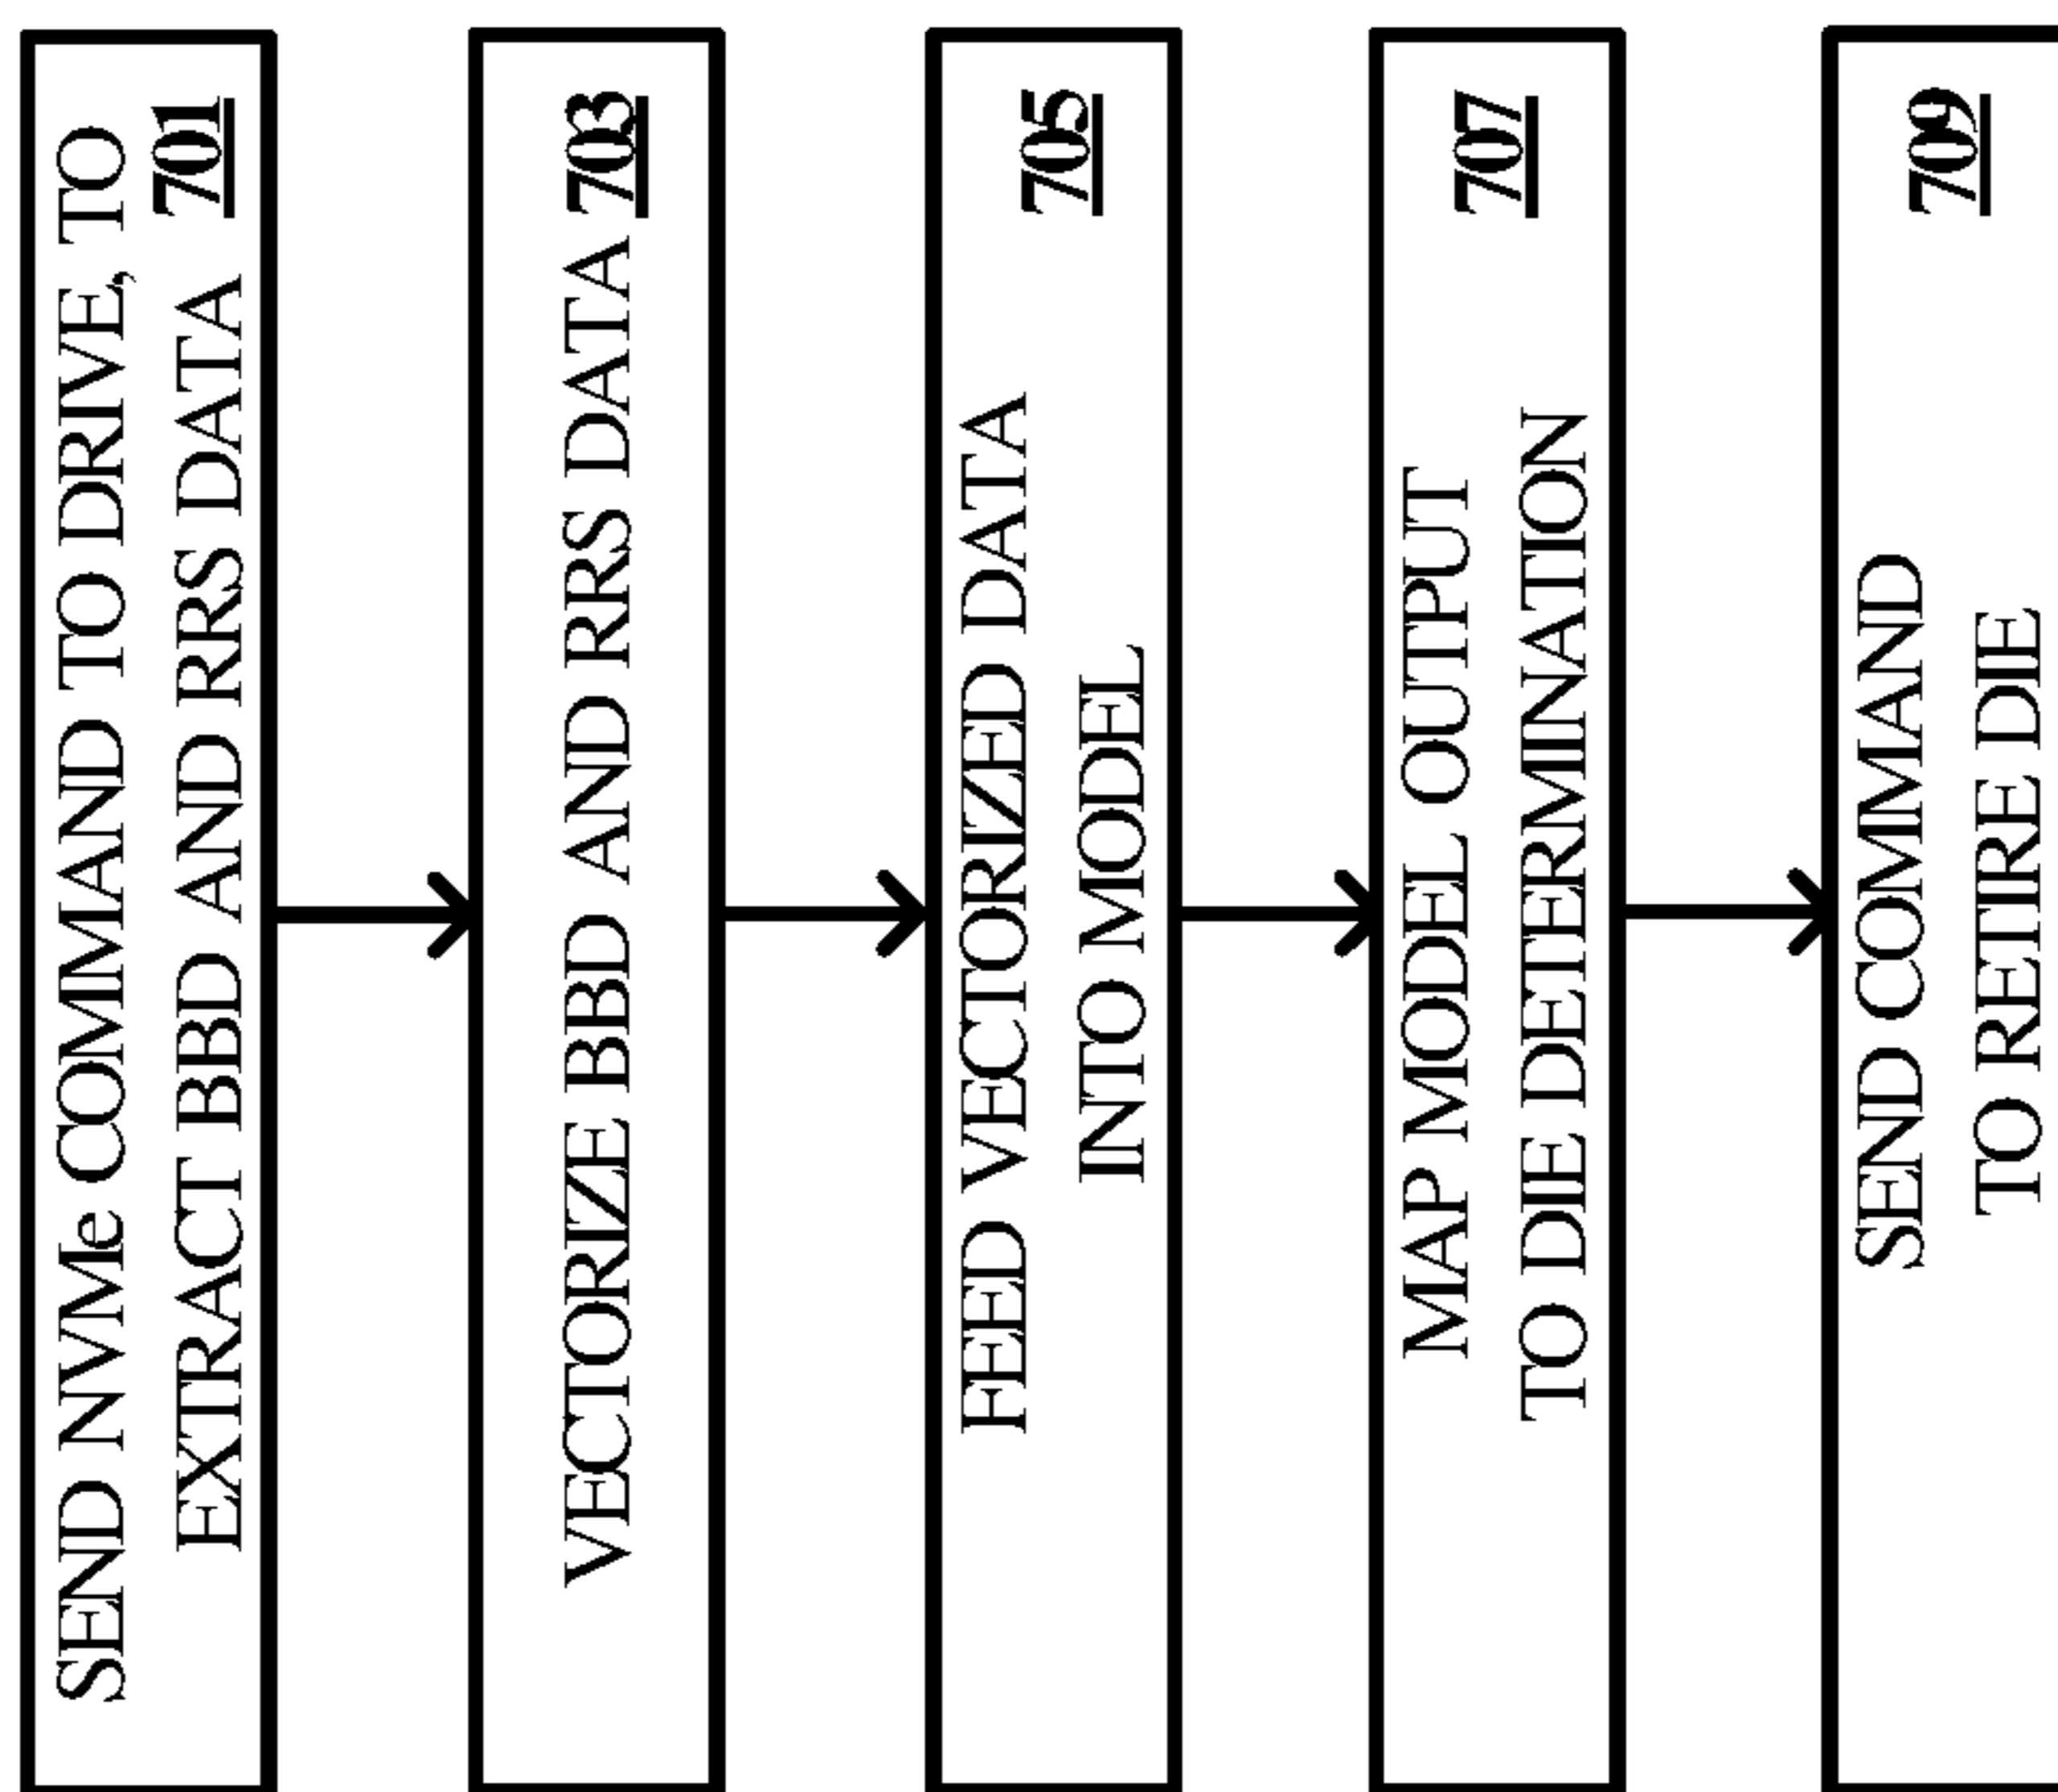 SEND NVMe COMMAND TO DRIVE, TO
EXTRACT BBD AND RRS DATA 701
VECTORIZE BBD AND RRS DATA 703
FEED VECTORIZED DATA
INTO MODEL
705
MAP MODEL OUTPUT
TO DIE DETERMINATION
707
SEND COMMAND
TO RETIRE DIE
709